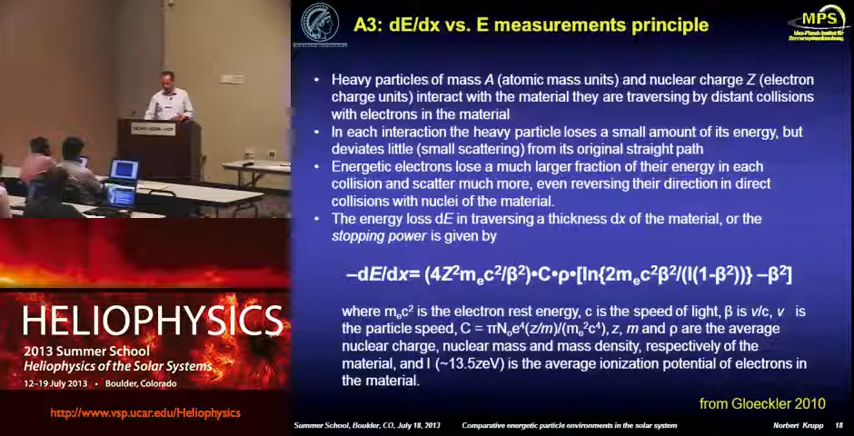 A3: dE/dx vs. E measurements principle
MPS
Max-Planck-Institut für
Sonnensystemforschung
• Heavy particles of mass A (atomic mass units) and nuclear charge Z (electron
charge units) interact with the material they are traversing by distant collisions
with electrons in the material
• In each interaction the heavy particle loses a small amount of its energy, but
deviates little (small scattering) from its original straight path
• Energetic electrons lose a much larger fraction of their energy in each
collision and scatter much more, even reversing their direction in direct
collisions with nuclei of the material.
• The energy loss dE in traversing a thickness dx of the material, or the
stopping power is given by
–dE/dx= (4Z²mₑc²/β²)•C•ρ•[ln{2mₑc²β²/(I(1-β²))} –β²]
where mₑc² is the electron rest energy, c is the speed of light, β is v/c, v is
the particle speed, C = πN₀e⁴(z/m)/(mₑ²c⁴), z, m and ρ are the average
nuclear charge, nuclear mass and mass density, respectively of the
material, and I (~13.5zeV) is the average ionization potential of electrons in
the material.
from Gloeckler 2010
Summer School, Boulder, CO, July 18, 2013
Comparative energetic particle environments in the solar system
Norbert Krupp
18
HELIOPHYSICS
2013 Summer School
Heliophysics of the Solar Systems
12–19 July 2013 • Boulder, Colorado
http://www.vsp.ucar.edu/Heliophysics